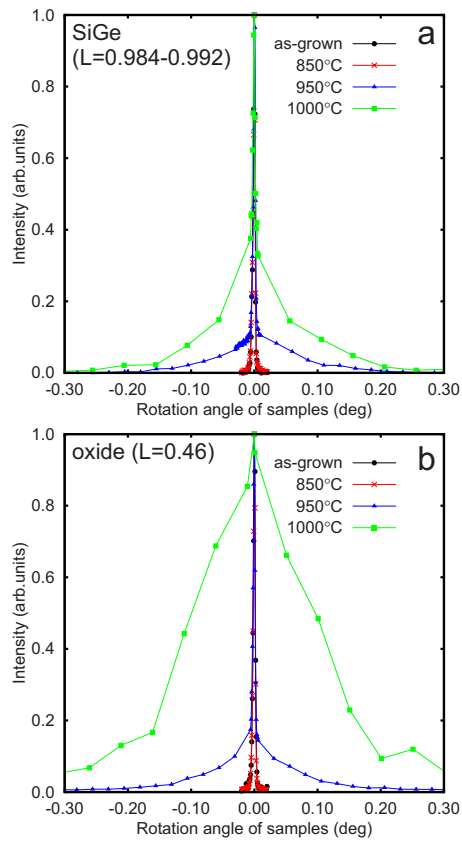 SiGe
(L=0.984-0.992)
a
as-grown
850°C
950°C
1000°C
Intensity (arb.units)
1.0
0.8
0.6
0.4
0.2
0.0
-0.30 -0.20 -0.10 0.00 0.10 0.20 0.30
Rotation angle of samples (deg)
oxide (L=0.46)
b
as-grown
850°C
950°C
1000°C
Intensity (arb.units)
1.0
0.8
0.6
0.4
0.2
0.0
-0.30 -0.20 -0.10 0.00 0.10 0.20 0.30
Rotation angle of samples (deg)